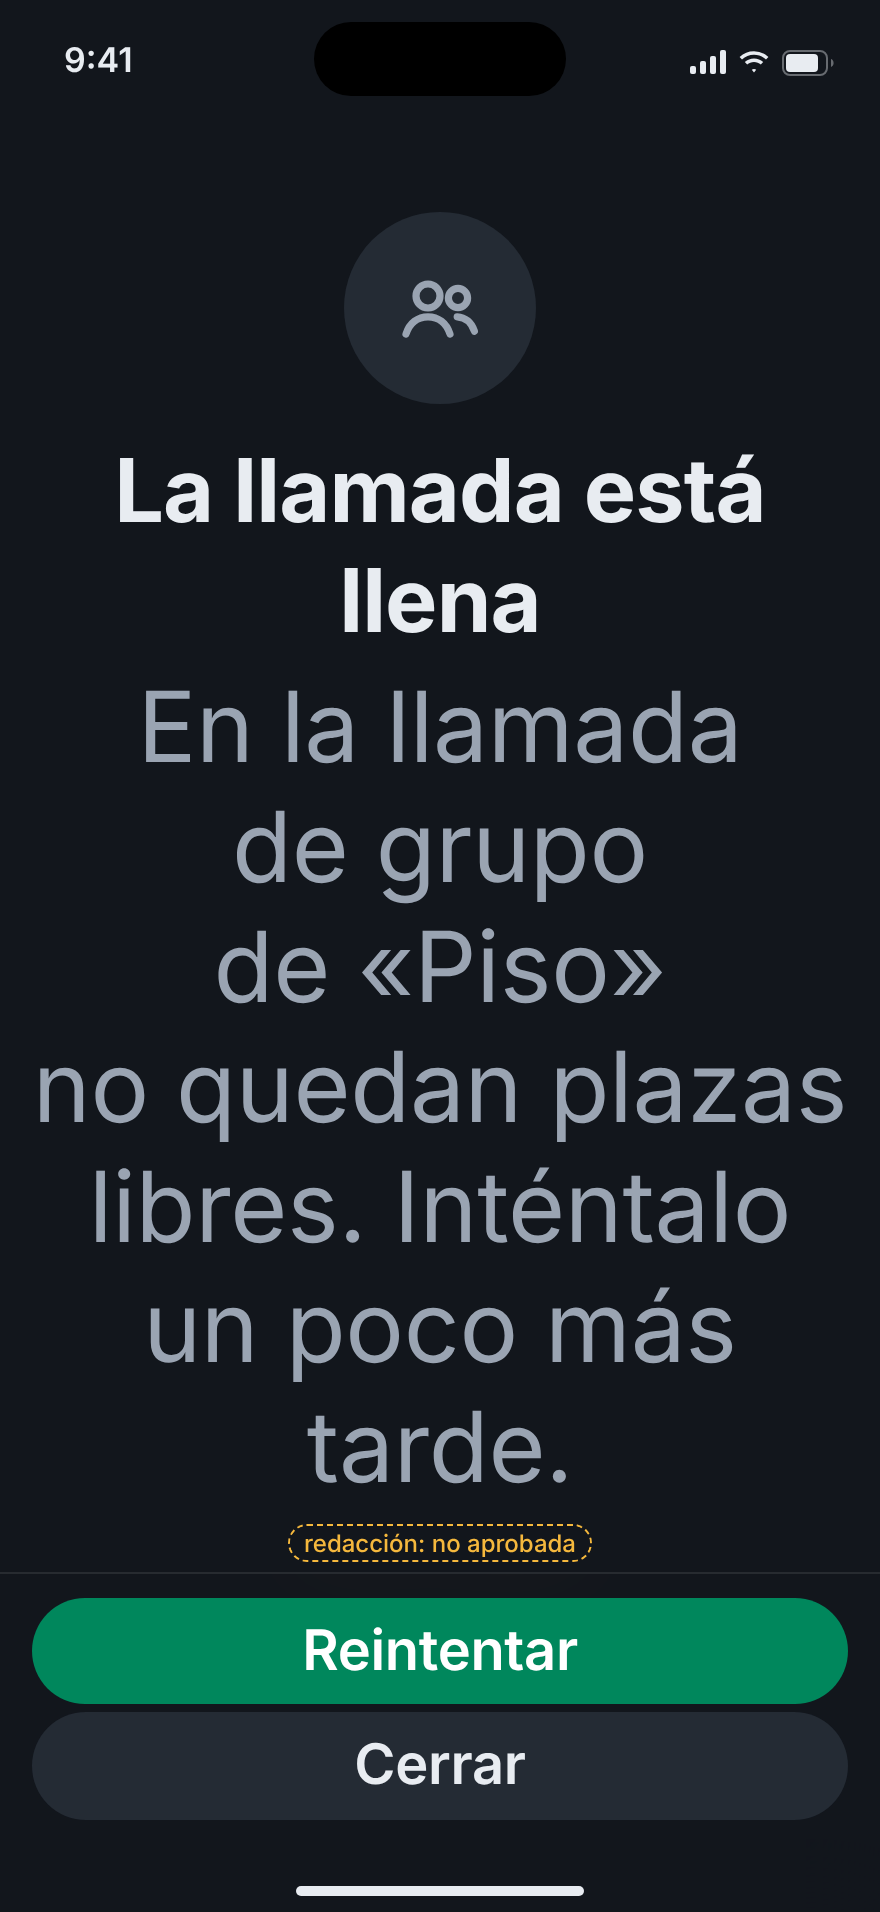 9:41
La llamada está
llena
En la llamada
de grupo
de «Piso»
no quedan plazas
libres. Inténtalo
un poco más
tarde.
redacción: no aprobada
Reintentar
Cerrar